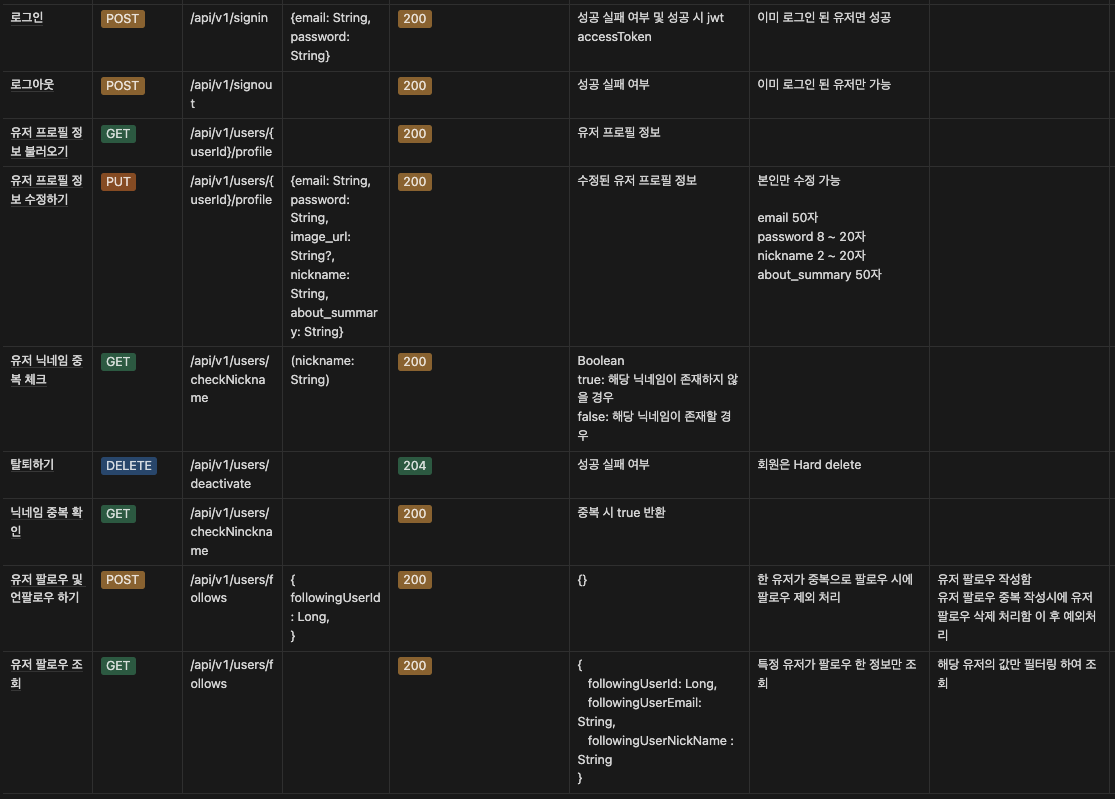 로그인
POST
/api/v1/signin
{email: String,
password:
String}
200
성공 실패 여부 및 성공 시 jwt
accessToken
이미 로그인 된 유저면 성공
로그아웃
POST
/api/v1/signou
t
200
성공 실패 여부
이미 로그인 된 유저만 가능
유저 프로필 정
보 불러오기
GET
/api/v1/users/{
userId}/profile
200
유저 프로필 정보
유저 프로필 정
보 수정하기
PUT
/api/v1/users/{
userId}/profile
{email: String,
password:
String,
image_url:
String?,
nickname:
String,
about_summar
y: String}
200
수정된 유저 프로필 정보
본인만 수정 가능
email 50자
password 8 ~ 20자
nickname 2 ~ 20자
about_summary 50자
유저 닉네임 중
복 체크
GET
/api/v1/users/
checkNickna
me
(nickname:
String)
200
Boolean
true: 해당 닉네임이 존재하지 않
을 경우
false: 해당 닉네임이 존재할 경
우
탈퇴하기
DELETE
/api/v1/users/
deactivate
204
성공 실패 여부
회원은 Hard delete
닉네임 중복 확
인
GET
/api/v1/users/
checkNinckna
me
200
중복 시 true 반환
유저 팔로우 및
언팔로우 하기
POST
/api/v1/users/f
ollows
{
followingUserId
: Long,
}
200
{}
한 유저가 중복으로 팔로우 시에
팔로우 제외 처리
유저 팔로우 작성함
유저 팔로우 중복 작성시에 유저
팔로우 삭제 처리함 이 후 예외처
리
유저 팔로우 조
회
GET
/api/v1/users/f
ollows
200
{
followingUserId: Long,
followingUserEmail:
String,
followingUserNickName :
String
}
특정 유저가 팔로우 한 정보만 조
회
해당 유저의 값만 필터링 하여 조
회